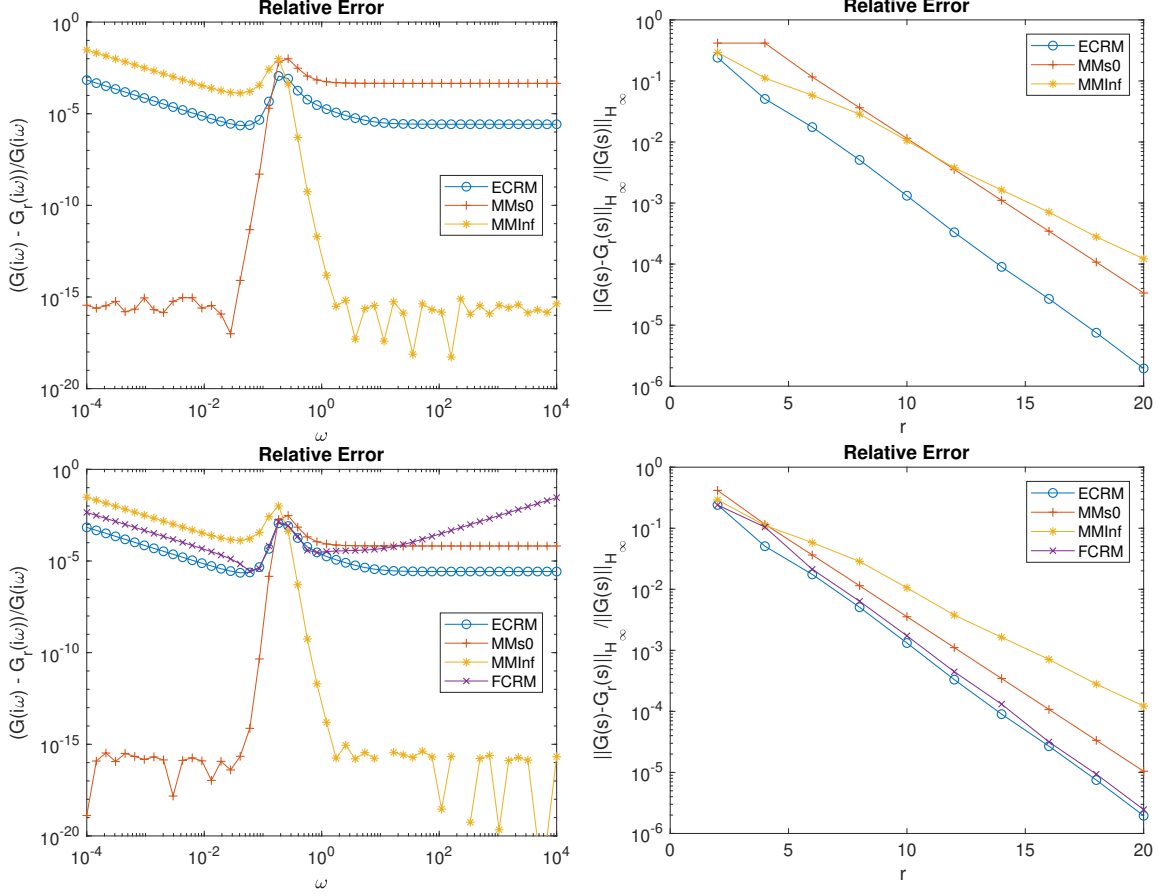 Relative Error
(G(iω) - G_r(iω))/G(iω)
10^0
10^-5
10^-10
10^-15
10^-20
ECRM
MMs0
MMInf
10^-4
10^-2
10^0
10^2
10^4
ω
Relative Error
||G(s)-G_r(s)||_H_∞ /||G(s)||_H_∞
10^0
10^-1
10^-2
10^-3
10^-4
10^-5
10^-6
ECRM
MMs0
MMInf
0
5
10
15
20
r
Relative Error
(G(iω) - G_r(iω))/G(iω)
10^0
10^-5
10^-10
10^-15
10^-20
ECRM
MMs0
MMInf
FCRM
10^-4
10^-2
10^0
10^2
10^4
ω
Relative Error
||G(s)-G_r(s)||_H_∞ /||G(s)||_H_∞
10^0
10^-1
10^-2
10^-3
10^-4
10^-5
10^-6
ECRM
MMs0
MMInf
FCRM
0
5
10
15
20
r